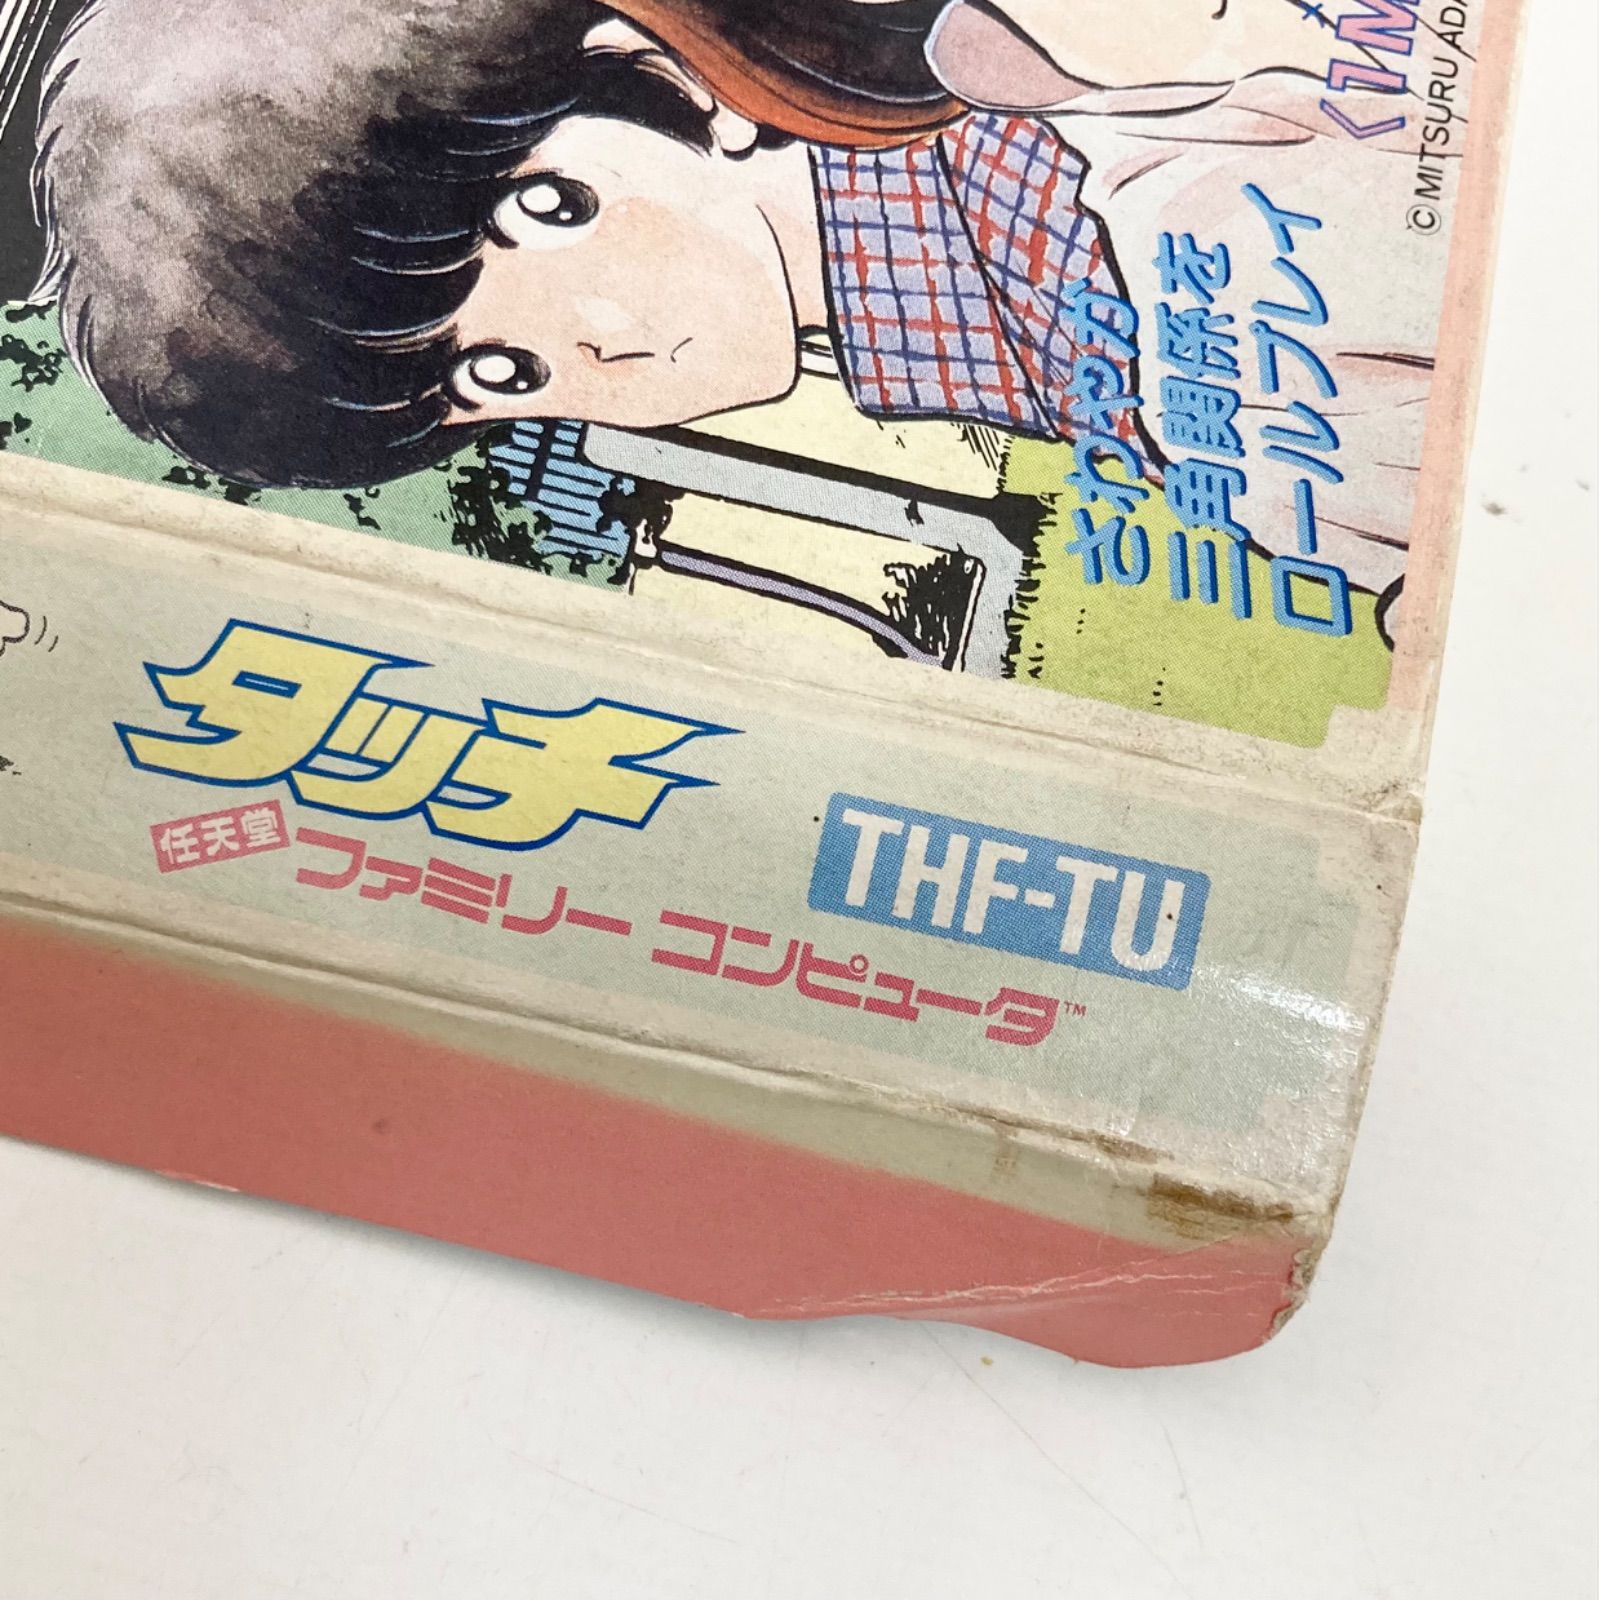 〈1M
©MITSURU ADA
さわやか
三角関係を
ロールプレイ
タッチ
任天堂 ファミリー コンピュータ™
THF-TU